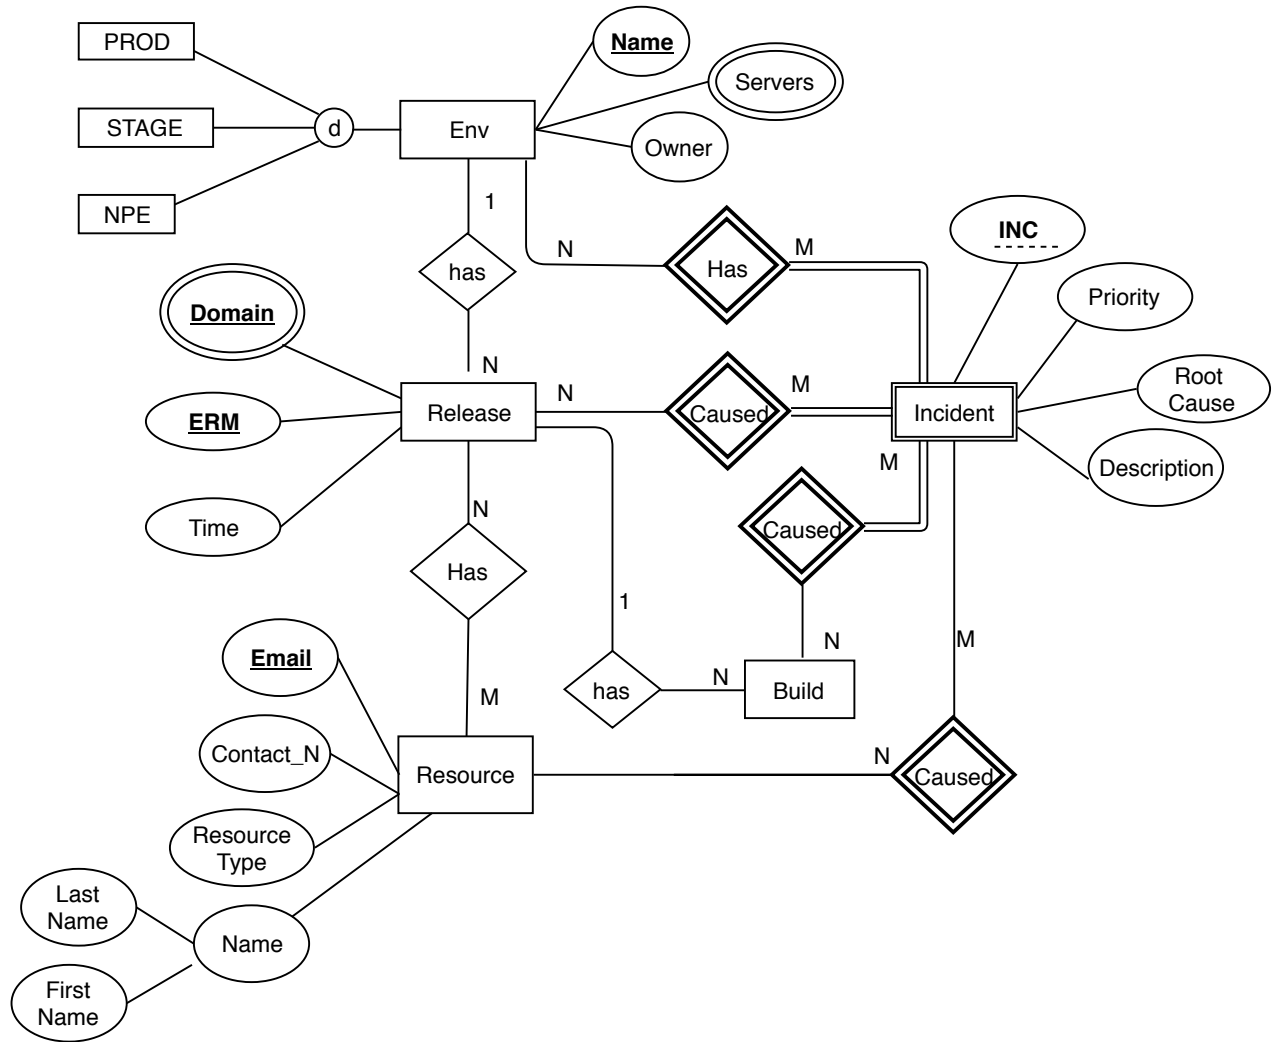 PROD
Name
Servers
STAGE
d
Env
Owner
NPE
1
INC
N
M
has
Has
Priority
Domain
N
Root
Cause
N
M
ERM
Release
Caused
Incident
M
Description
N
Time
Caused
Has
1
N
M
Email
N
has
Build
M
Contact_N
N
Resource
Caused
Resource
Type
Last
Name
Name
First
Name